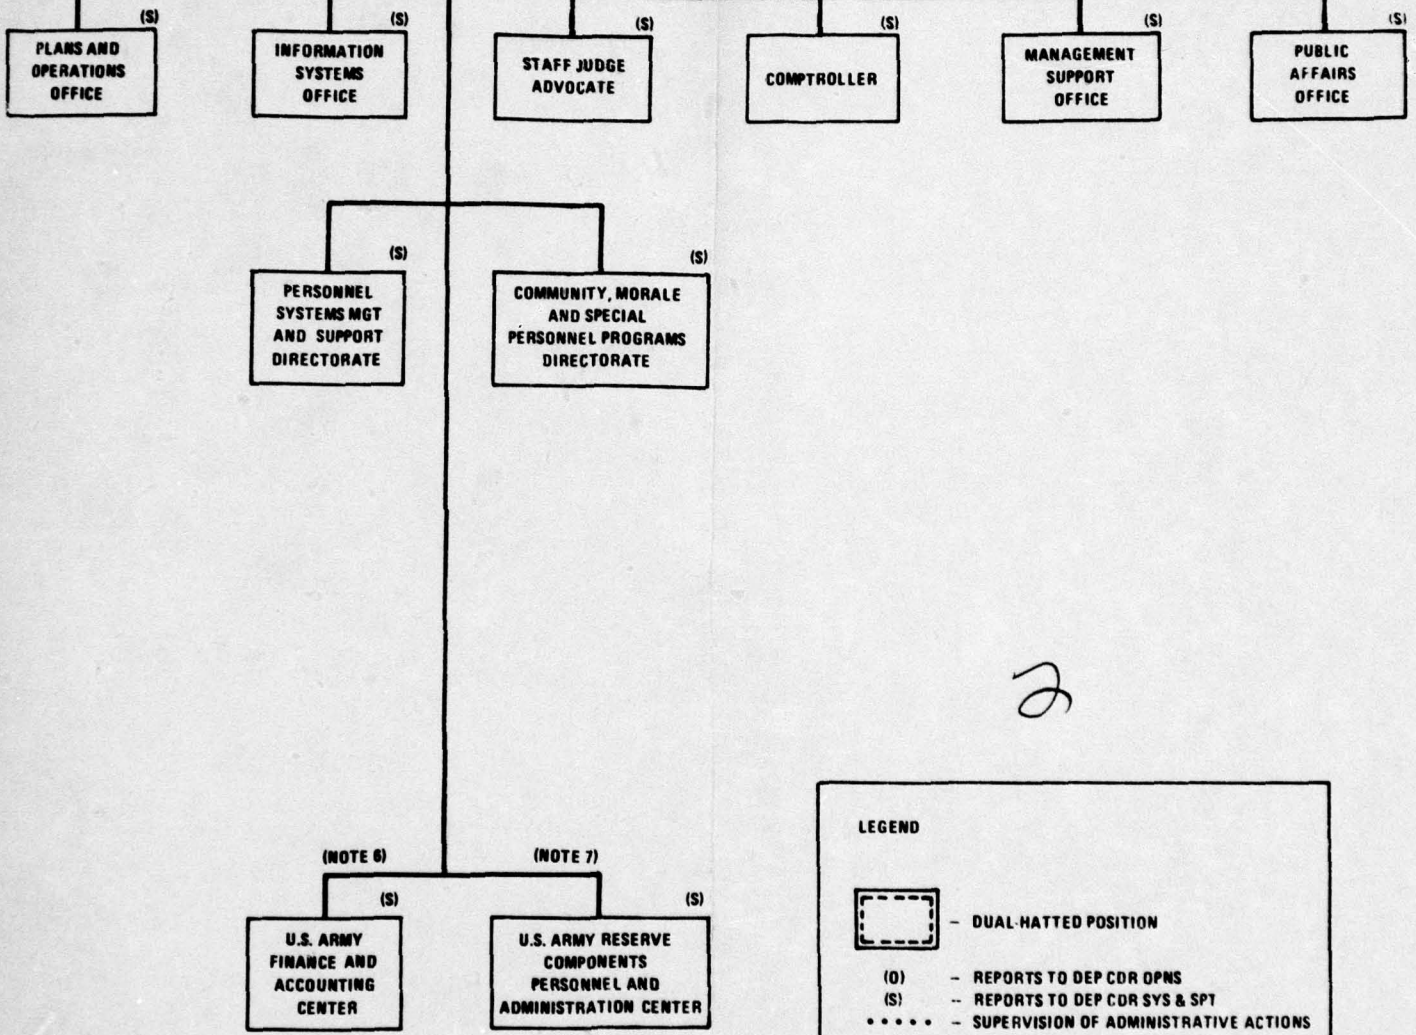 (S)
PLANS AND
OPERATIONS
OFFICE
(S)
INFORMATION
SYSTEMS
OFFICE
(S)
STAFF JUDGE
ADVOCATE
(S)
COMPTROLLER
(S)
MANAGEMENT
SUPPORT
OFFICE
(S)
PUBLIC
AFFAIRS
OFFICE
(S)
PERSONNEL
SYSTEMS MGT
AND SUPPORT
DIRECTORATE
(S)
COMMUNITY, MORALE
AND SPECIAL
PERSONNEL PROGRAMS
DIRECTORATE
2
(NOTE 6)
(S)
U.S. ARMY
FINANCE AND
ACCOUNTING
CENTER
(NOTE 7)
(S)
U.S. ARMY RESERVE
COMPONENTS
PERSONNEL AND
ADMINISTRATION CENTER
LEGEND
- DUAL-HATTED POSITION
(O) - REPORTS TO DEP CDR OPNS
(S) -- REPORTS TO DEP CDR SYS & SPT
• • • • • - SUPERVISION OF ADMINISTRATIVE ACTIONS